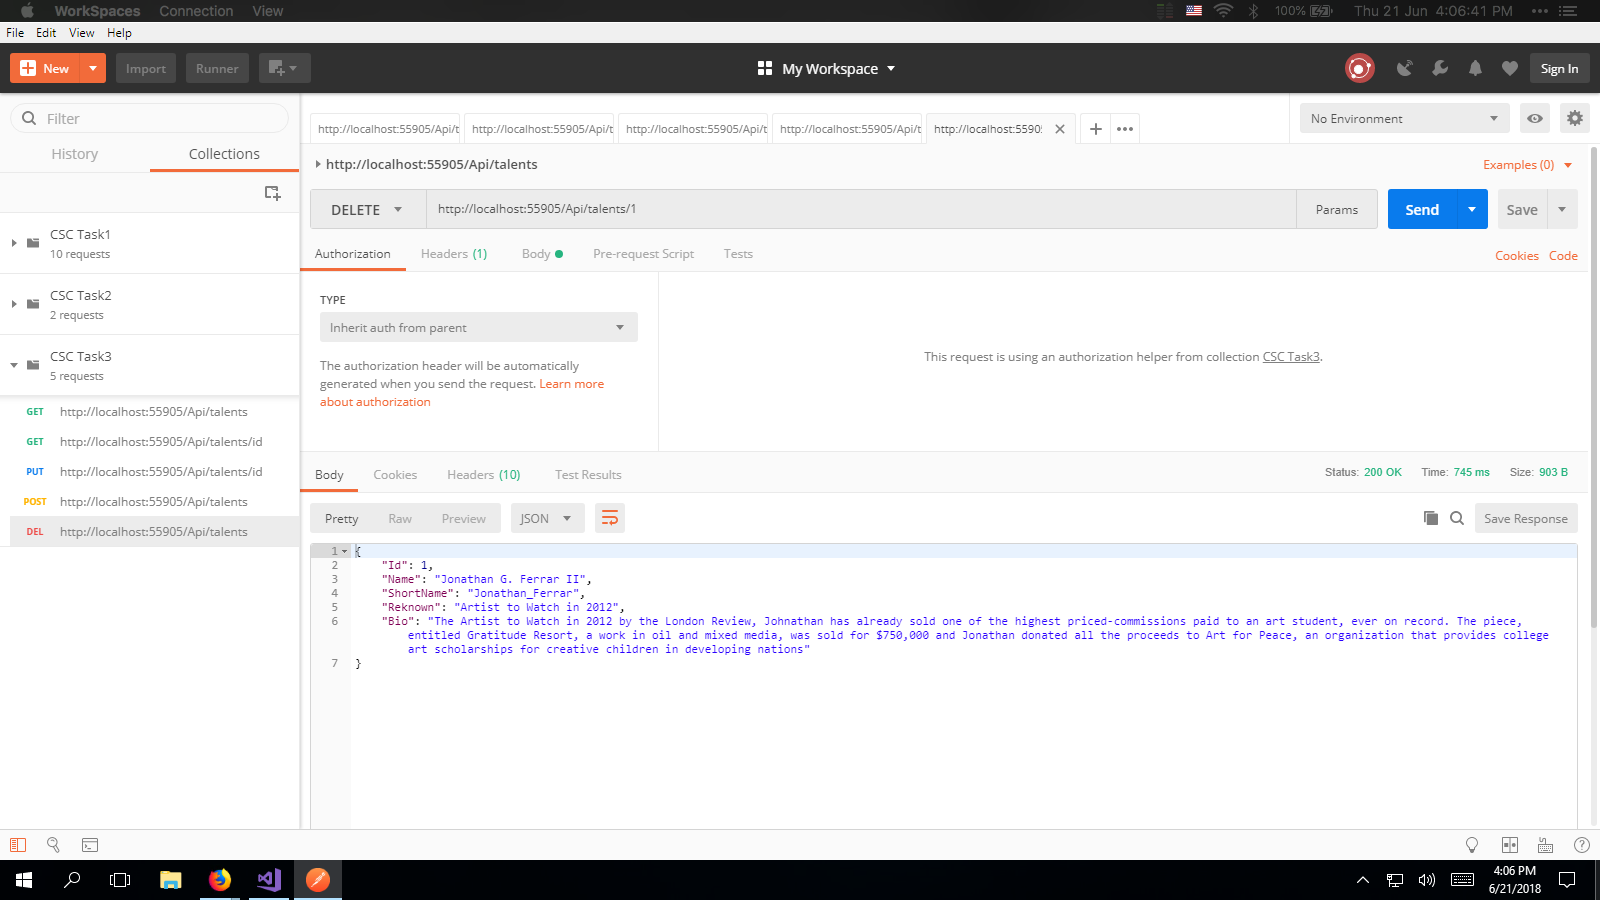 WorkSpaces Connection View
100% Thu 21 Jun 4:06:41 PM
File Edit View Help
New Import Runner My Workspace Sign In
Filter
History Collections
CSC Task1
10 requests
CSC Task2
2 requests
CSC Task3
5 requests
GET http://localhost:55905/Api/talents
GET http://localhost:55905/Api/talents/id
PUT http://localhost:55905/Api/talents/id
POST http://localhost:55905/Api/talents
DEL http://localhost:55905/Api/talents
http://localhost:55905/Api/t http://localhost:55905/Api/t http://localhost:55905/Api/t http://localhost:55905/Api/t http://localhost:5590!
No Environment
http://localhost:55905/Api/talents
Examples (0)
DELETE http://localhost:55905/Api/talents/1 Params Send Save
Authorization Headers (1) Body Pre-request Script Tests Cookies Code
TYPE
Inherit auth from parent
The authorization header will be automatically
generated when you send the request. Learn more
about authorization
This request is using an authorization helper from collection CSC Task3.
Body Cookies Headers (10) Test Results Status: 200 OK Time: 745 ms Size: 903 B
Pretty Raw Preview JSON Save Response
1 {
2 "Id": 1,
3 "Name": "Jonathan G. Ferrar II",
4 "ShortName": "Jonathan_Ferrar",
5 "Reknown": "Artist to Watch in 2012",
6 "Bio": "The Artist to Watch in 2012 by the London Review, Johnathan has already sold one of the highest priced-commissions paid to an art student, ever on record. The piece,
entitled Gratitude Resort, a work in oil and mixed media, was sold for $750,000 and Jonathan donated all the proceeds to Art for Peace, an organization that provides college
art scholarships for creative children in developing nations"
7 }
4:06 PM
6/21/2018